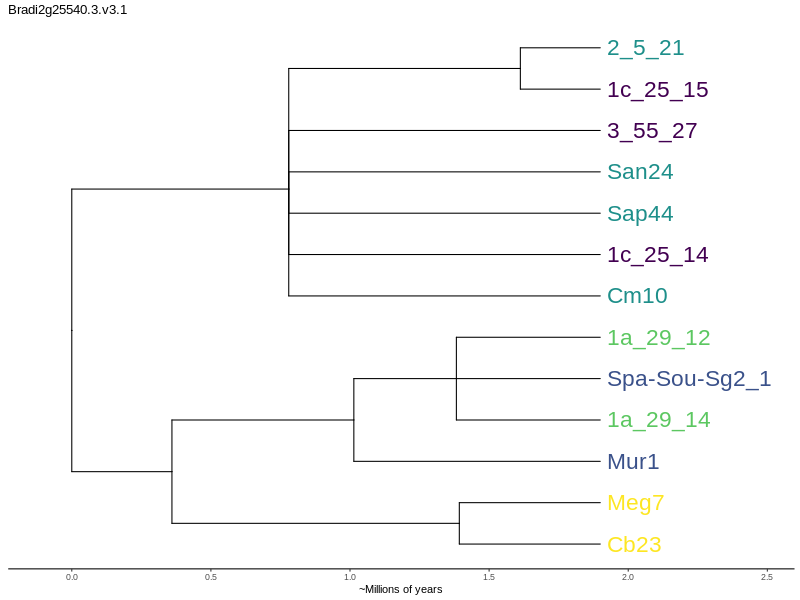 Bradi2g25540.3.v3.1
2_5_21
1c_25_15
3_55_27
San24
Sap44
1c_25_14
Cm10
1a_29_12
Spa-Sou-Sg2_1
1a_29_14
Mur1
Meg7
Cb23
0.0 0.5 1.0 1.5 2.0 2.5
~Millions of years